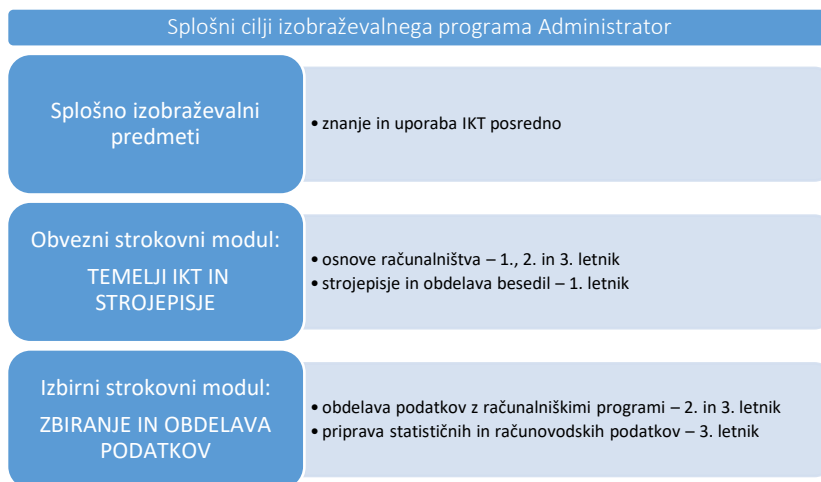 Splošni cilji izobraževalnega programa Administrator
Splošno izobraževalni
predmeti
• znanje in uporaba IKT posredno
Obvezni strokovni modul:
TEMELJI IKT IN
STROJEPISJE
• osnove računalništva – 1., 2. in 3. letnik
• strojepisje in obdelava besedil – 1. letnik
Izbirni strokovni modul:
ZBIRANJE IN OBDELAVA
PODATKOV
• obdelava podatkov z računalniškimi programi – 2. in 3. letnik
• priprava statističnih in računovodskih podatkov – 3. letnik